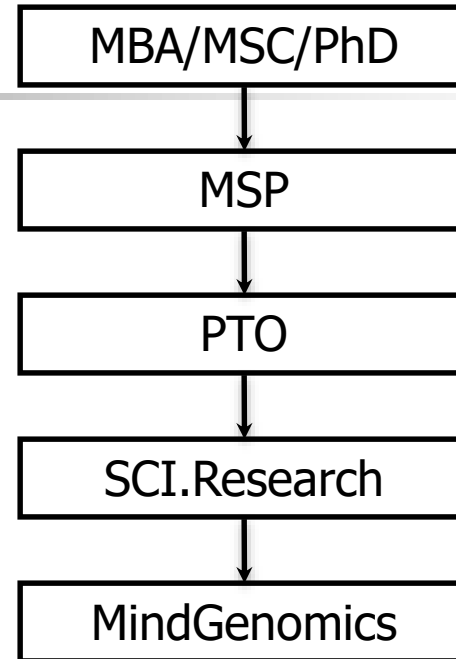 MBA/MSC/PhD
MSP
PTO
SCI.Research
MindGenomics